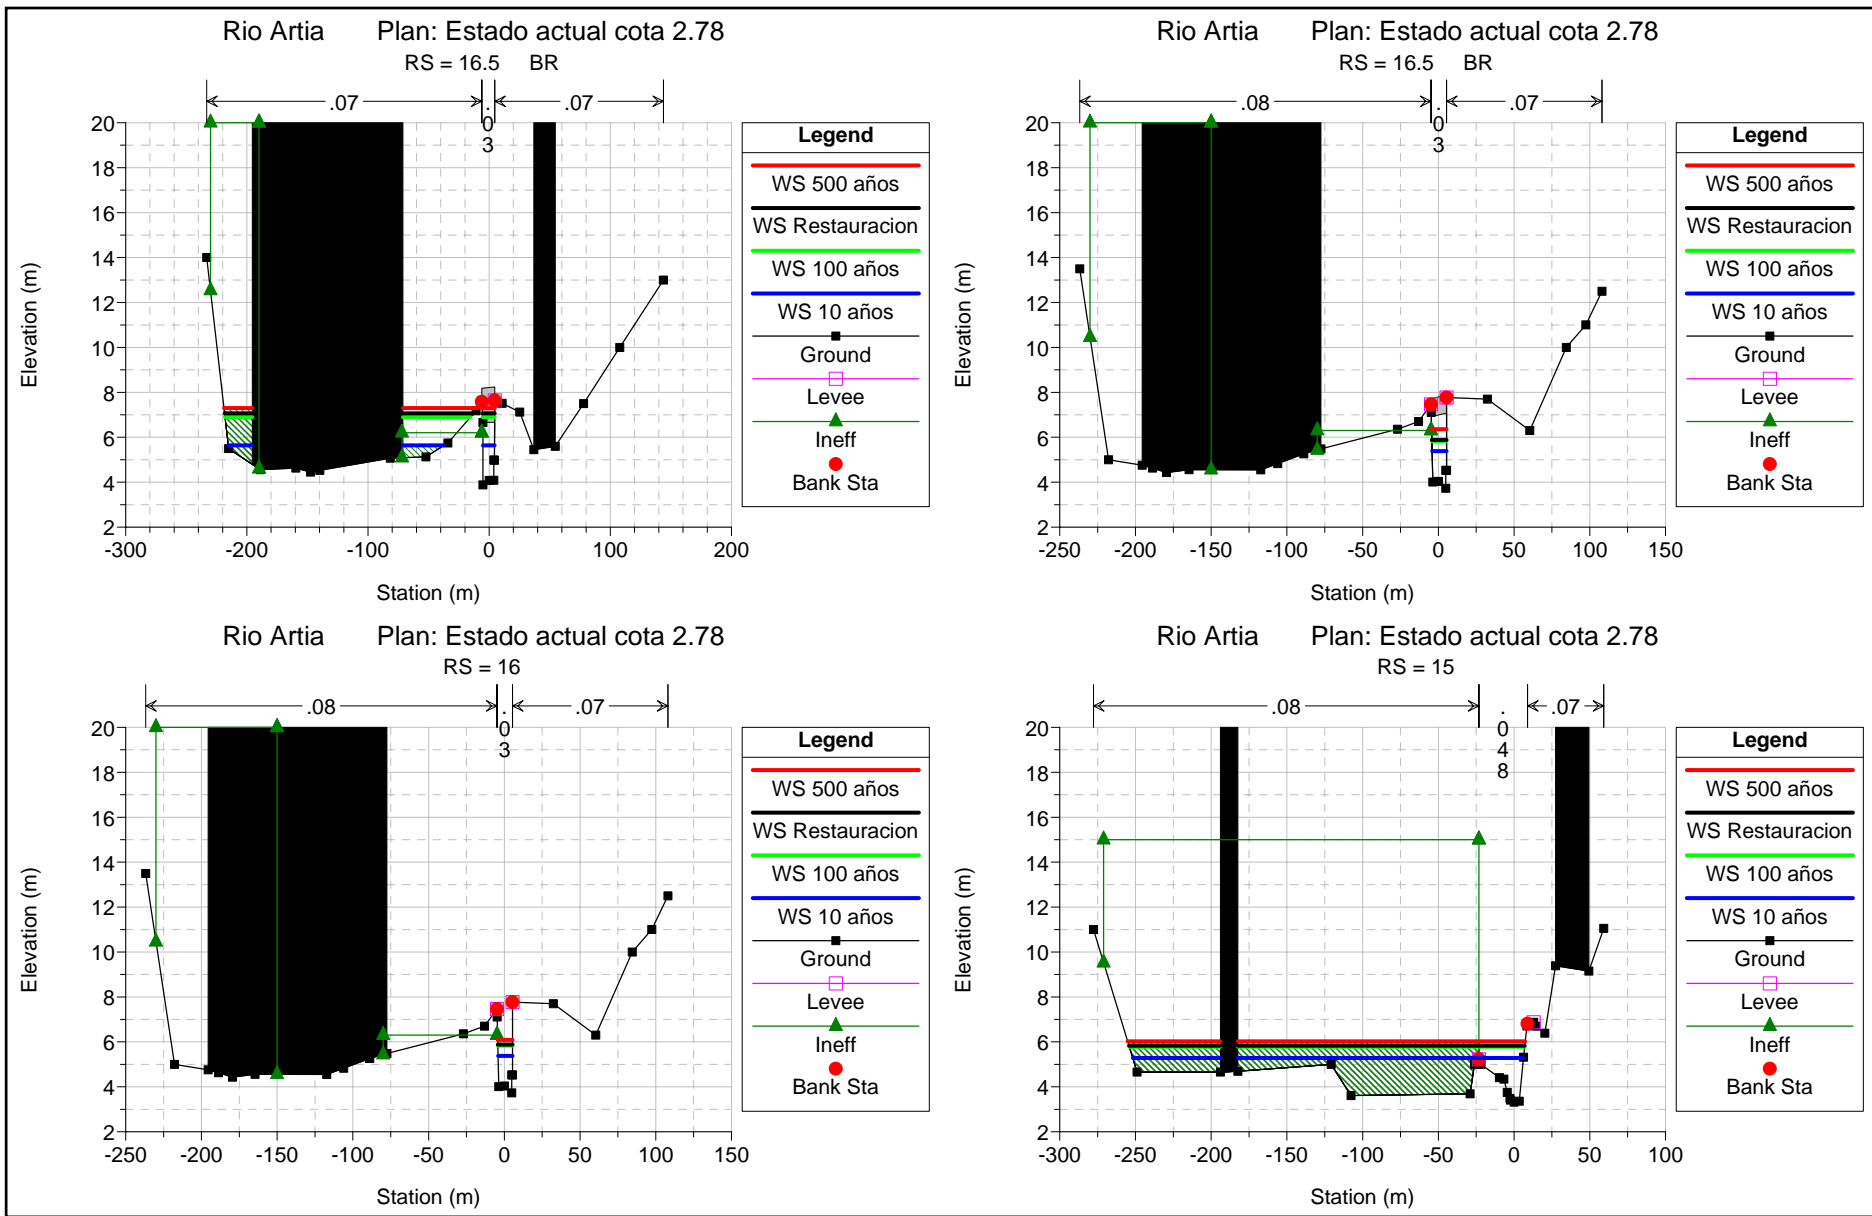 Rio Artia Plan: Estado actual cota 2.78
RS = 16.5 BR
.07 .03 .07
Elevation (m)
20
18
16
14
12
10
8
6
4
2
-300 -200 -100 0 100 200
Station (m)
Legend
WS 500 años
WS Restauracion
WS 100 años
WS 10 años
Ground
Levee
Ineff
Bank Sta
Rio Artia Plan: Estado actual cota 2.78
RS = 16.5 BR
.08 .03 .07
Elevation (m)
20
18
16
14
12
10
8
6
4
2
-250 -200 -150 -100 -50 0 50 100 150
Station (m)
Legend
WS 500 años
WS Restauracion
WS 100 años
WS 10 años
Ground
Levee
Ineff
Bank Sta
Rio Artia Plan: Estado actual cota 2.78
RS = 16
.08 .03 .07
Elevation (m)
20
18
16
14
12
10
8
6
4
2
-250 -200 -150 -100 -50 0 50 100 150
Station (m)
Legend
WS 500 años
WS Restauracion
WS 100 años
WS 10 años
Ground
Levee
Ineff
Bank Sta
Rio Artia Plan: Estado actual cota 2.78
RS = 15
.08 .048 .07
Elevation (m)
20
18
16
14
12
10
8
6
4
2
-300 -250 -200 -150 -100 -50 0 50 100
Station (m)
Legend
WS 500 años
WS Restauracion
WS 100 años
WS 10 años
Ground
Levee
Ineff
Bank Sta